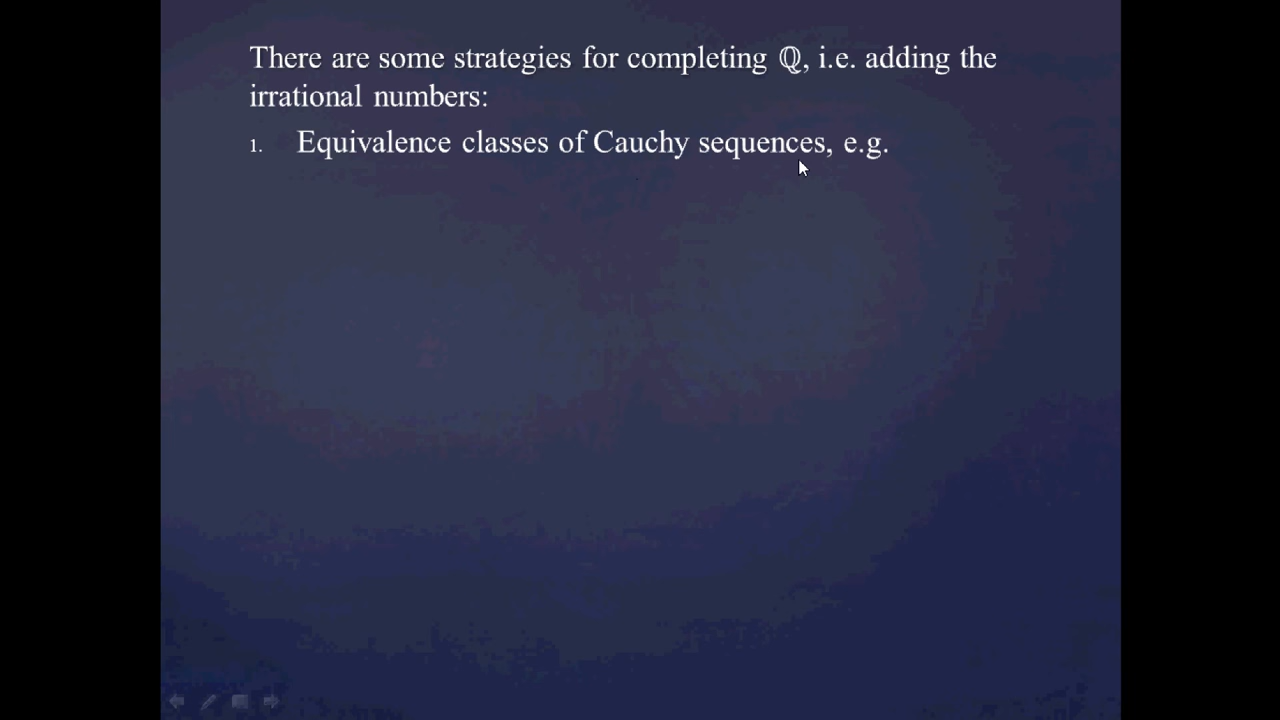 There are some strategies for completing ℚ, i.e. adding the
irrational numbers:
1. Equivalence classes of Cauchy sequences, e.g.